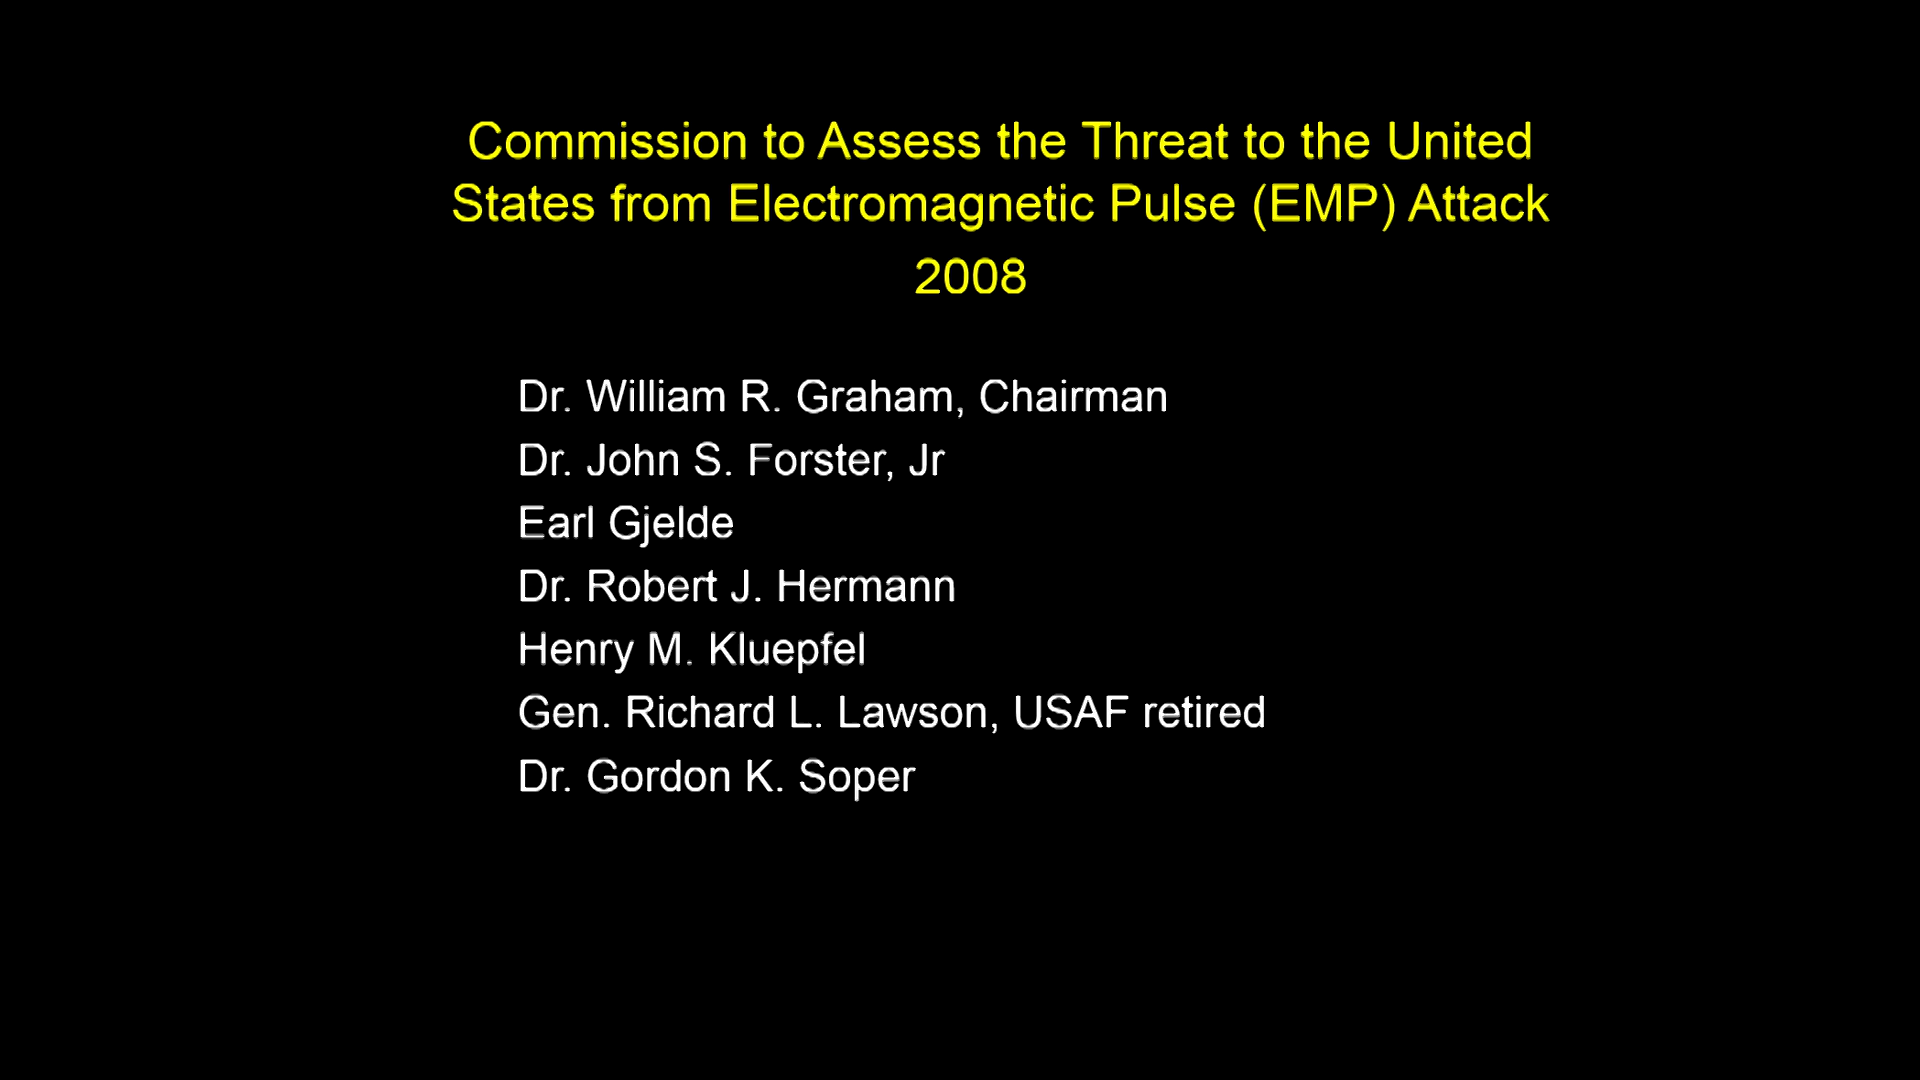 Commission to Assess the Threat to the United
States from Electromagnetic Pulse (EMP) Attack
2008
Dr. William R. Graham, Chairman
Dr. John S. Forster, Jr
Earl Gjelde
Dr. Robert J. Hermann
Henry M. Kluepfel
Gen. Richard L. Lawson, USAF retired
Dr. Gordon K. Soper